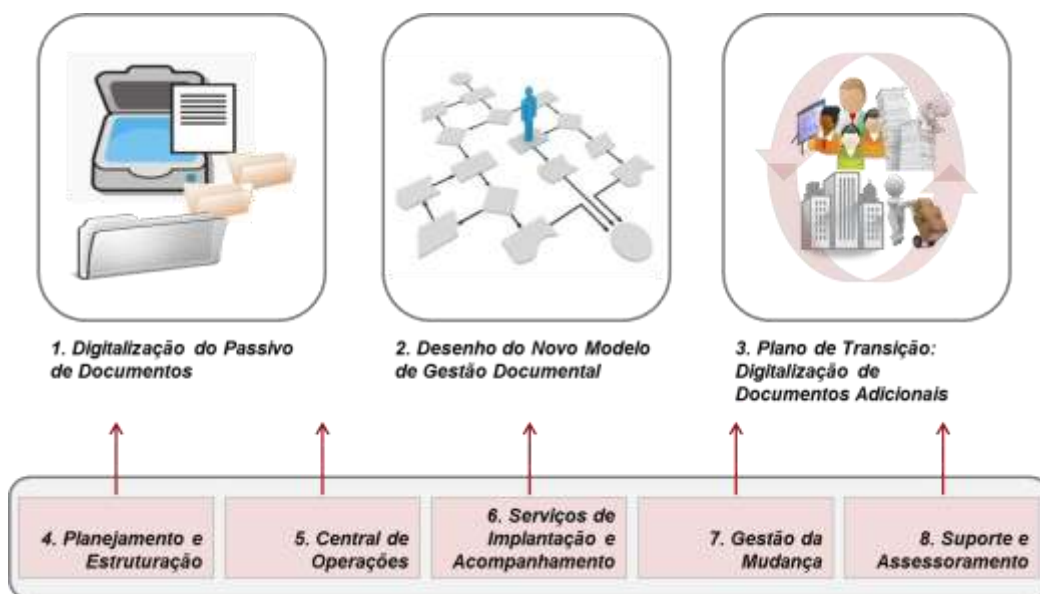 1. Digitalização do Passivo
de Documentos
2. Desenho do Novo Modelo
de Gestão Documental
3. Plano de Transição:
Digitalização de
Documentos Adicionais
4. Planejamento e
Estruturação
5. Central de
Operações
6. Serviços de
Implantação e
Acompanhamento
7. Gestão da
Mudança
8. Suporte e
Assessoramento